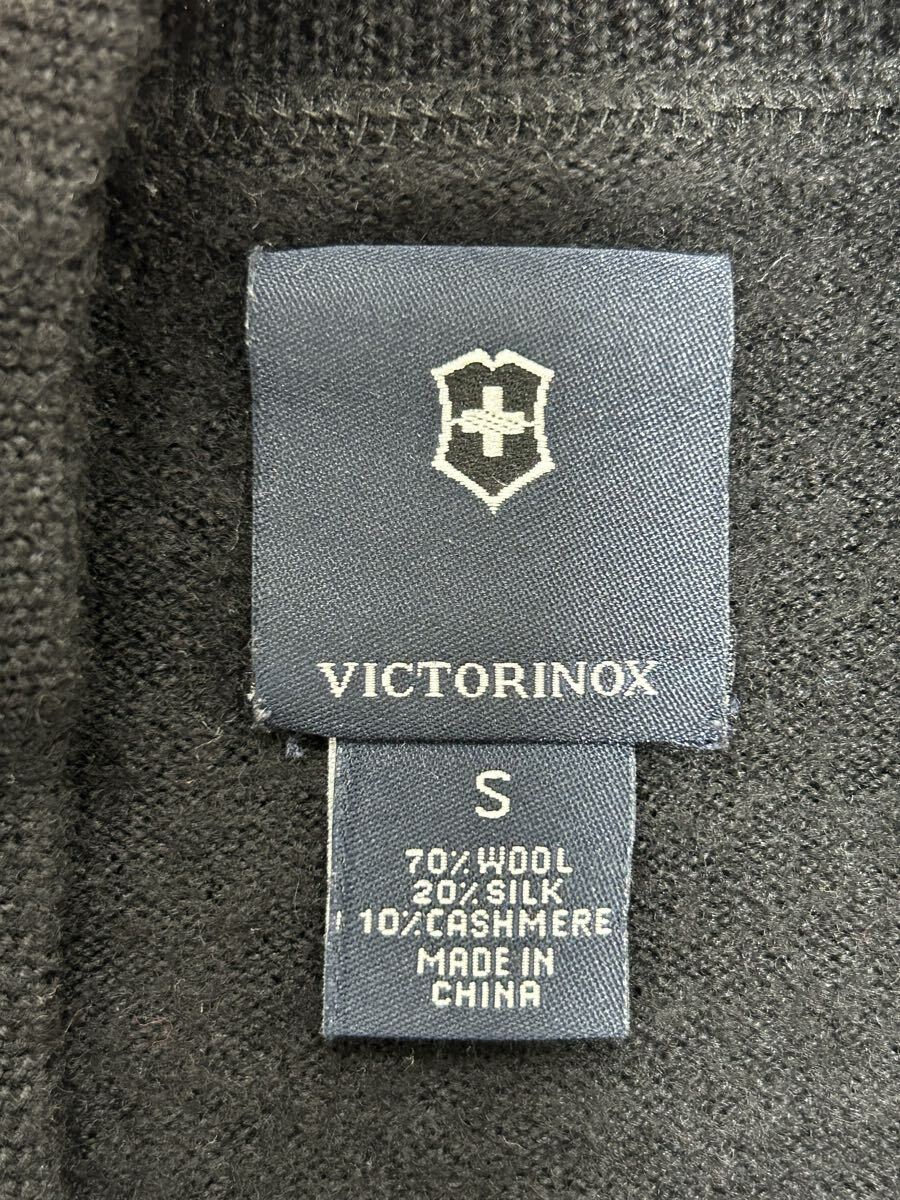 VICTORINOX
S
70% WOOL
20% SILK
10% CASHMERE
MADE IN
CHINA